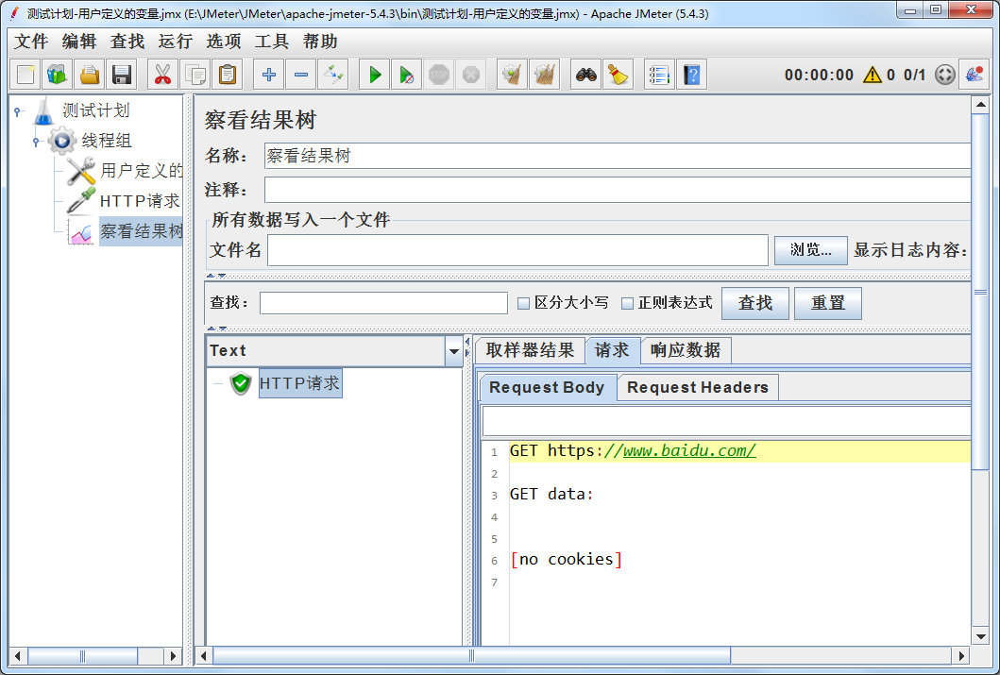 测试计划-用户定义的变量.jmx (E:\JMeter\JMeter\apache-jmeter-5.4.3\bin\测试计划-用户定义的变量.jmx) - Apache JMeter (5.4.3)
文件 编辑 查找 运行 选项 工具 帮助
00:00:00 0 0/1
测试计划
线程组
用户定义的
HTTP请求
察看结果树
察看结果树
名称: 察看结果树
注释:
所有数据写入一个文件
文件名 浏览... 显示日志内容:
查找: 区分大小写 正则表达式 查找 重置
Text
HTTP请求
取样器结果 请求 响应数据
Request Body Request Headers
1 GET https://www.baidu.com/
2
3 GET data:
4
5
6 [no cookies]
7